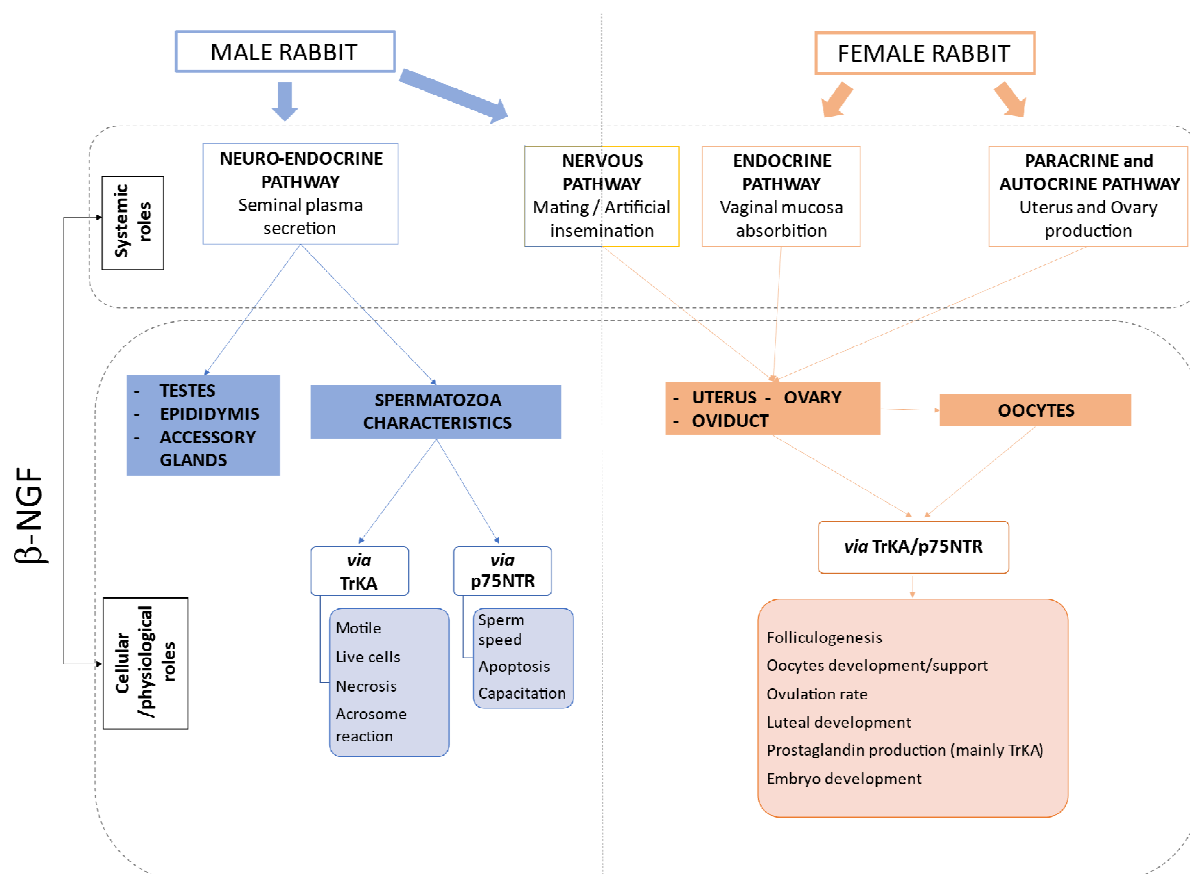 MALE RABBIT
FEMALE RABBIT
NEURO-ENDOCRINE
PATHWAY
Seminal plasma
secretion
NERVOUS
PATHWAY
Mating / Artificial
insemination
ENDOCRINE
PATHWAY
Vaginal mucosa
absorbition
PARACRINE and
AUTOCRINE PATHWAY
Uterus and Ovary
production
Systemic
roles
β-NGF
- TESTES
- EPIDIDYMIS
- ACCESSORY
GLANDS
SPERMATOZOA
CHARACTERISTICS
- UTERUS - OVARY
- OVIDUCT
OOCYTES
via
TrKA
via
p75NTR
via TrKA/p75NTR
Cellular
/physiological
roles
Motile
Live cells
Necrosis
Acrosome
reaction
Sperm
speed
Apoptosis
Capacitation
Folliculogenesis
Oocytes development/support
Ovulation rate
Luteal development
Prostaglandin production (mainly TrKA)
Embryo development